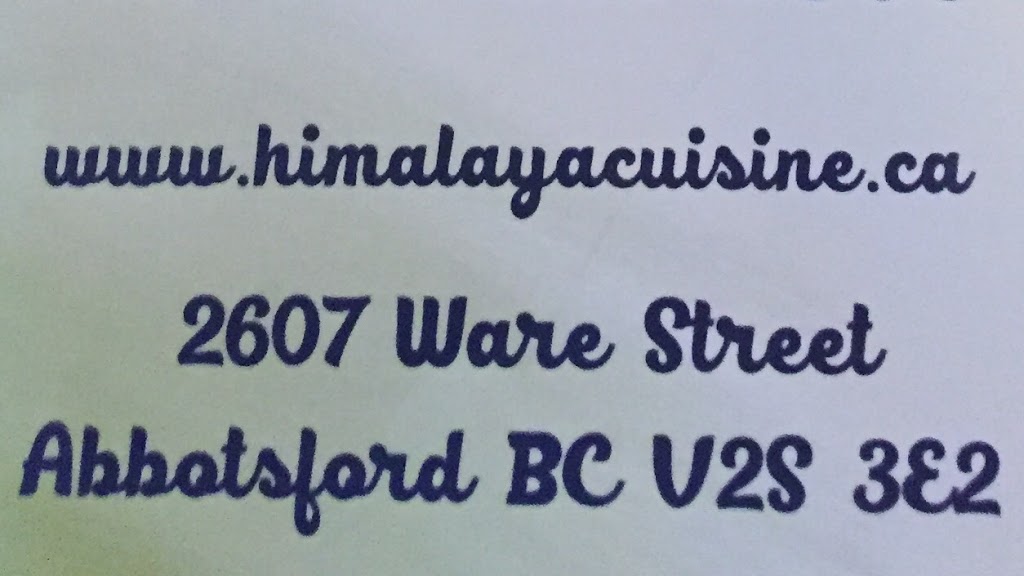 www.himalayacuisine.ca
2607 Ware Street
Abbotsford BC V2S 3E2